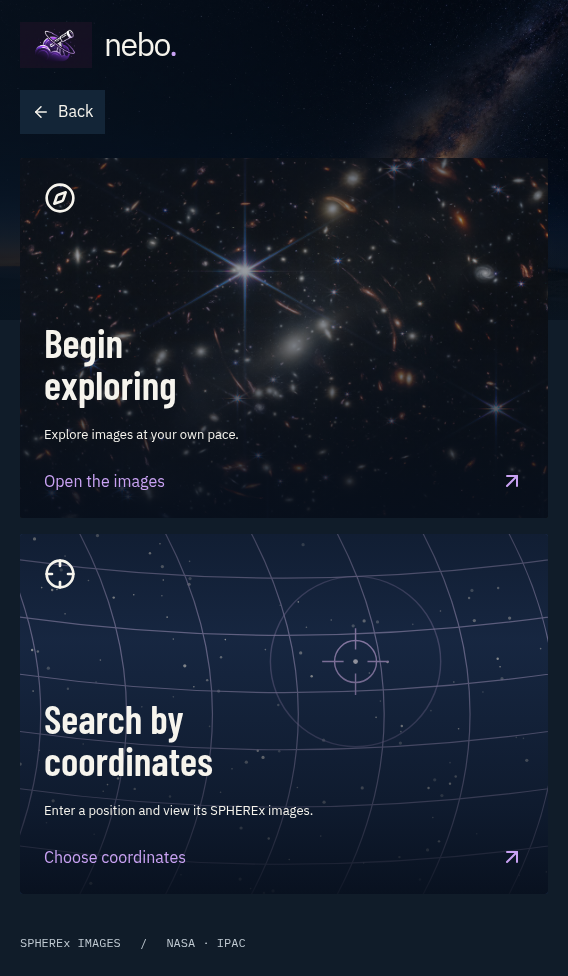 nebo.
Back
Begin
exploring
Explore images at your own pace.
Open the images
Search by
coordinates
Enter a position and view its SPHEREx images.
Choose coordinates
SPHEREx IMAGES / NASA · IPAC